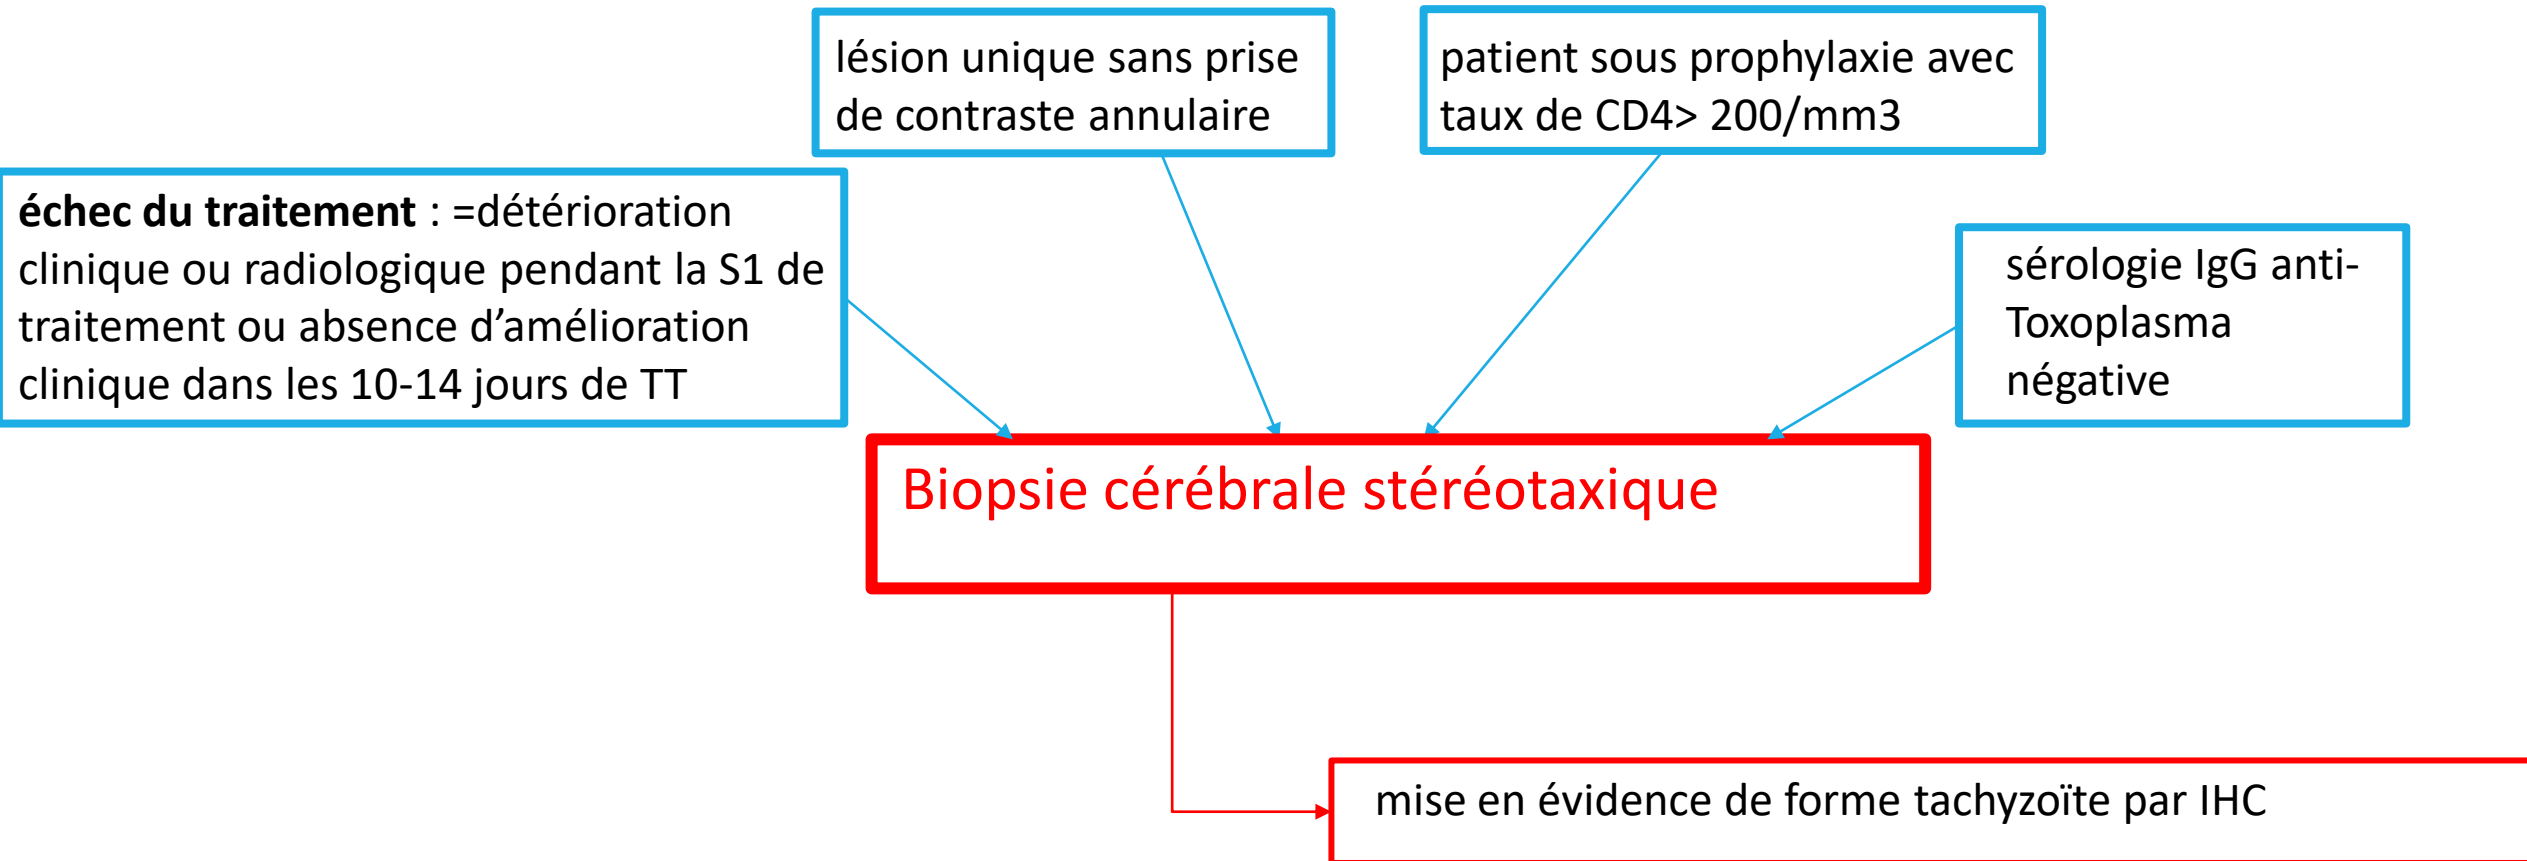 lésion unique sans prise
de contraste annulaire
patient sous prophylaxie avec
taux de CD4> 200/mm3
échec du traitement : =détérioration
clinique ou radiologique pendant la S1 de
traitement ou absence d’amélioration
clinique dans les 10-14 jours de TT
sérologie IgG anti-
Toxoplasma
négative
Biopsie cérébrale stéréotaxique
mise en évidence de forme tachyzoïte par IHC